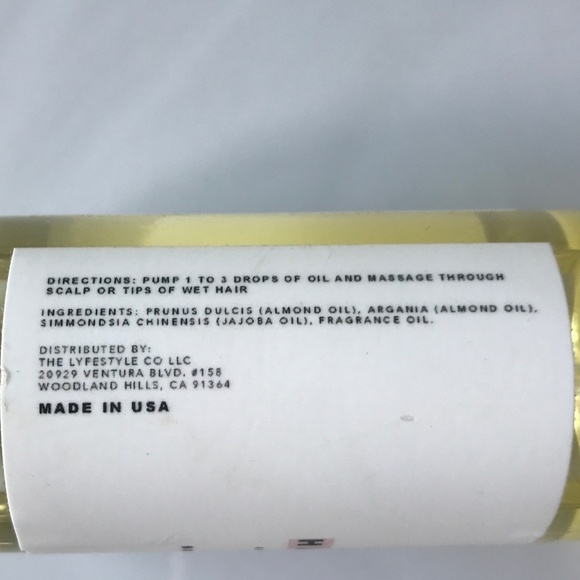 DIRECTIONS: PUMP 1 TO 3 DROPS OF OIL AND MASSAGE THROUGH
SCALP OR TIPS OF WET HAIR
INGREDIENTS: PRUNUS DULCIS (ALMOND OIL), ARGANIA (ALMOND OIL),
SIMMONDSIA CHINENSIS (JAJOBA OIL), FRAGRANCE OIL.
DISTRIBUTED BY:
THE LYFESTYLE CO LLC
20929 VENTURA BLVD. #158
WOODLAND HILLS, CA 91364
MADE IN USA
H